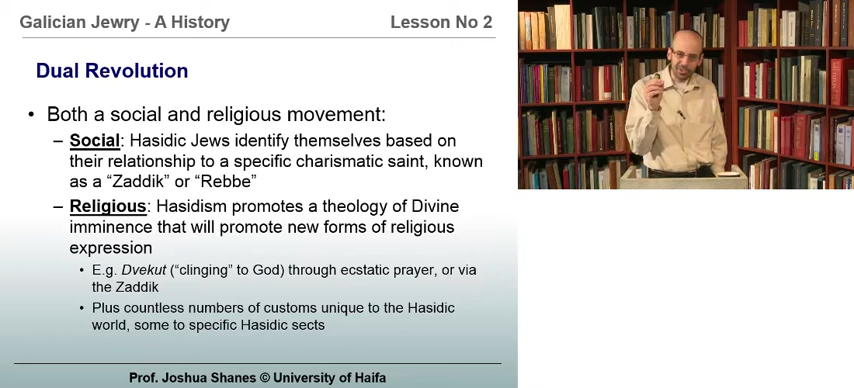 Galician Jewry - A History
Lesson No 2
Dual Revolution
• Both a social and religious movement:
– Social: Hasidic Jews identify themselves based on
their relationship to a specific charismatic saint, known
as a “Zaddik” or “Rebbe”
– Religious: Hasidism promotes a theology of Divine
imminence that will promote new forms of religious
expression
• E.g. Dvekut (“clinging” to God) through ecstatic prayer, or via
the Zaddik
• Plus countless numbers of customs unique to the Hasidic
world, some to specific Hasidic sects
Prof. Joshua Shanes © University of Haifa